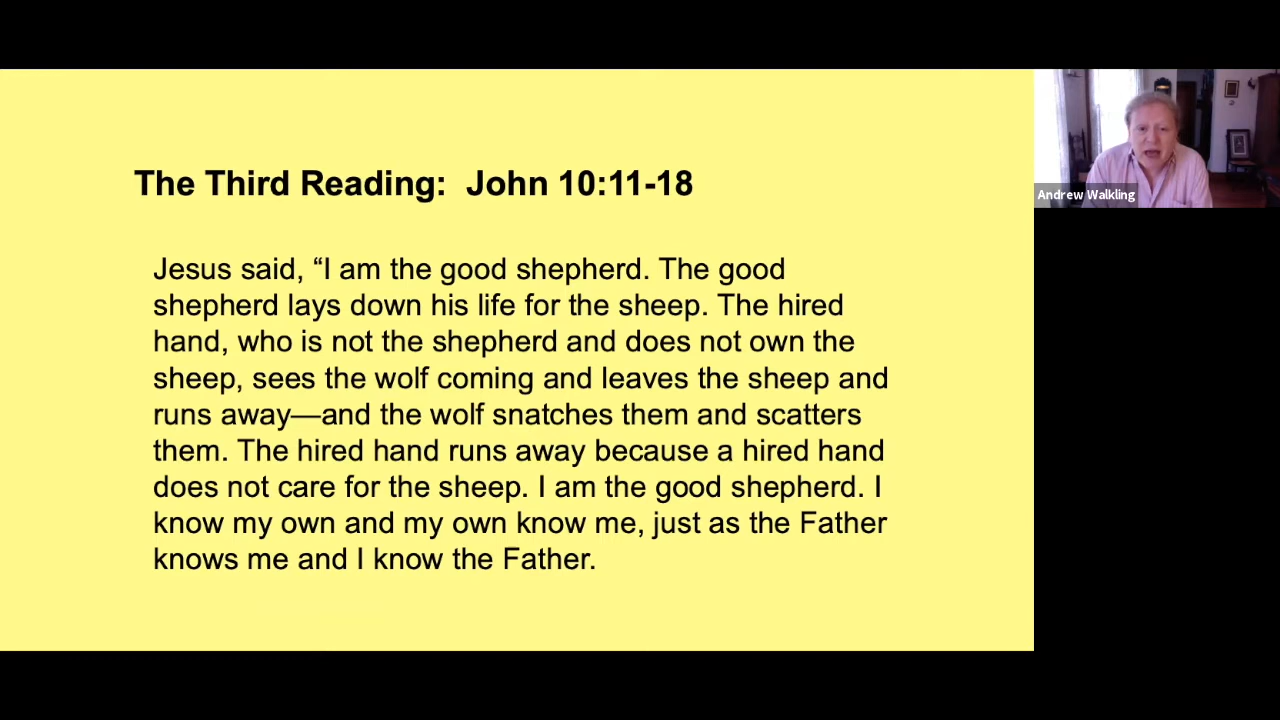 The Third Reading:  John 10:11-18
Jesus said, “I am the good shepherd. The good
shepherd lays down his life for the sheep. The hired
hand, who is not the shepherd and does not own the
sheep, sees the wolf coming and leaves the sheep and
runs away—and the wolf snatches them and scatters
them. The hired hand runs away because a hired hand
does not care for the sheep. I am the good shepherd. I
know my own and my own know me, just as the Father
knows me and I know the Father.
Andrew Walkling